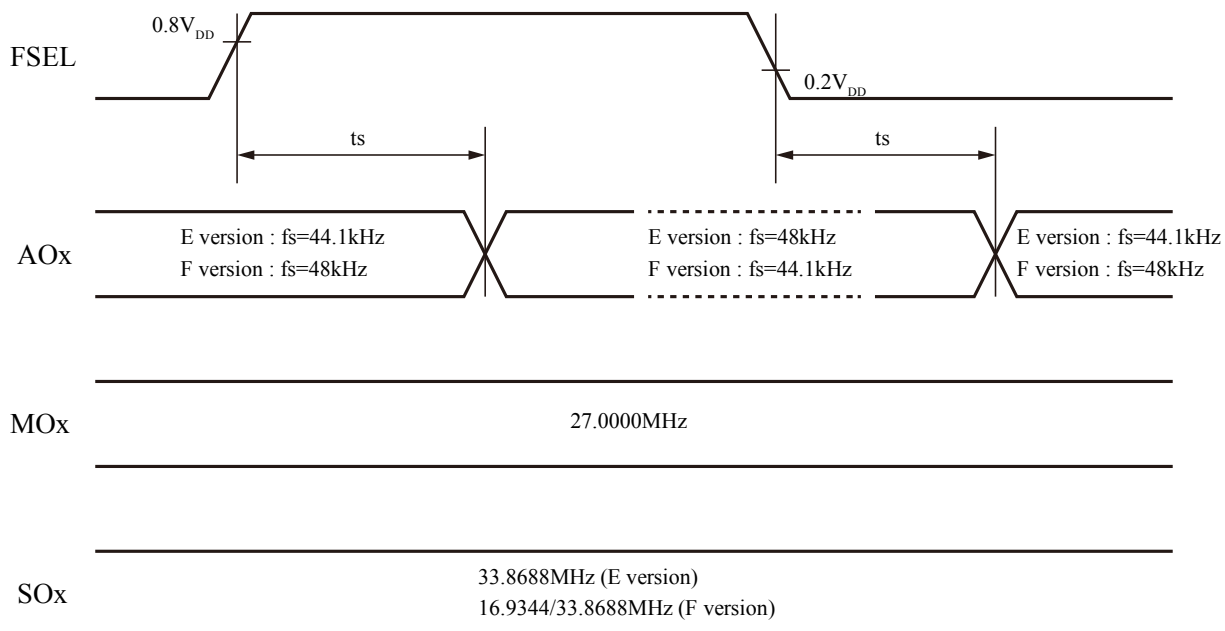 FSEL
0.8VDD
0.2VDD
ts
ts
AOx
E version : fs=44.1kHz
F version : fs=48kHz
E version : fs=48kHz
F version : fs=44.1kHz
E version : fs=44.1kHz
F version : fs=48kHz
MOx
27.0000MHz
SOx
33.8688MHz (E version)
16.9344/33.8688MHz (F version)